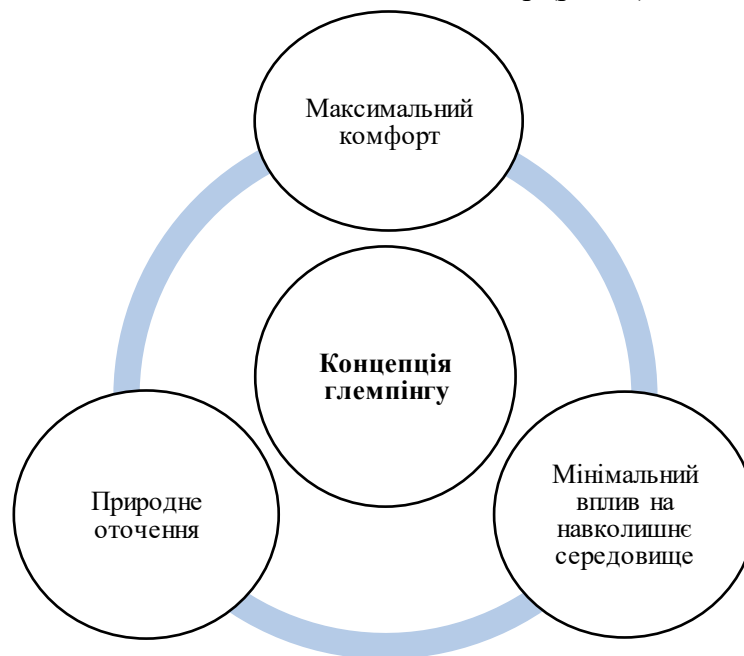 Максимальний
комфорт
Концепція
глемпінгу
Природне
оточення
Мінімальний
вплив на
навколишнє
середовище